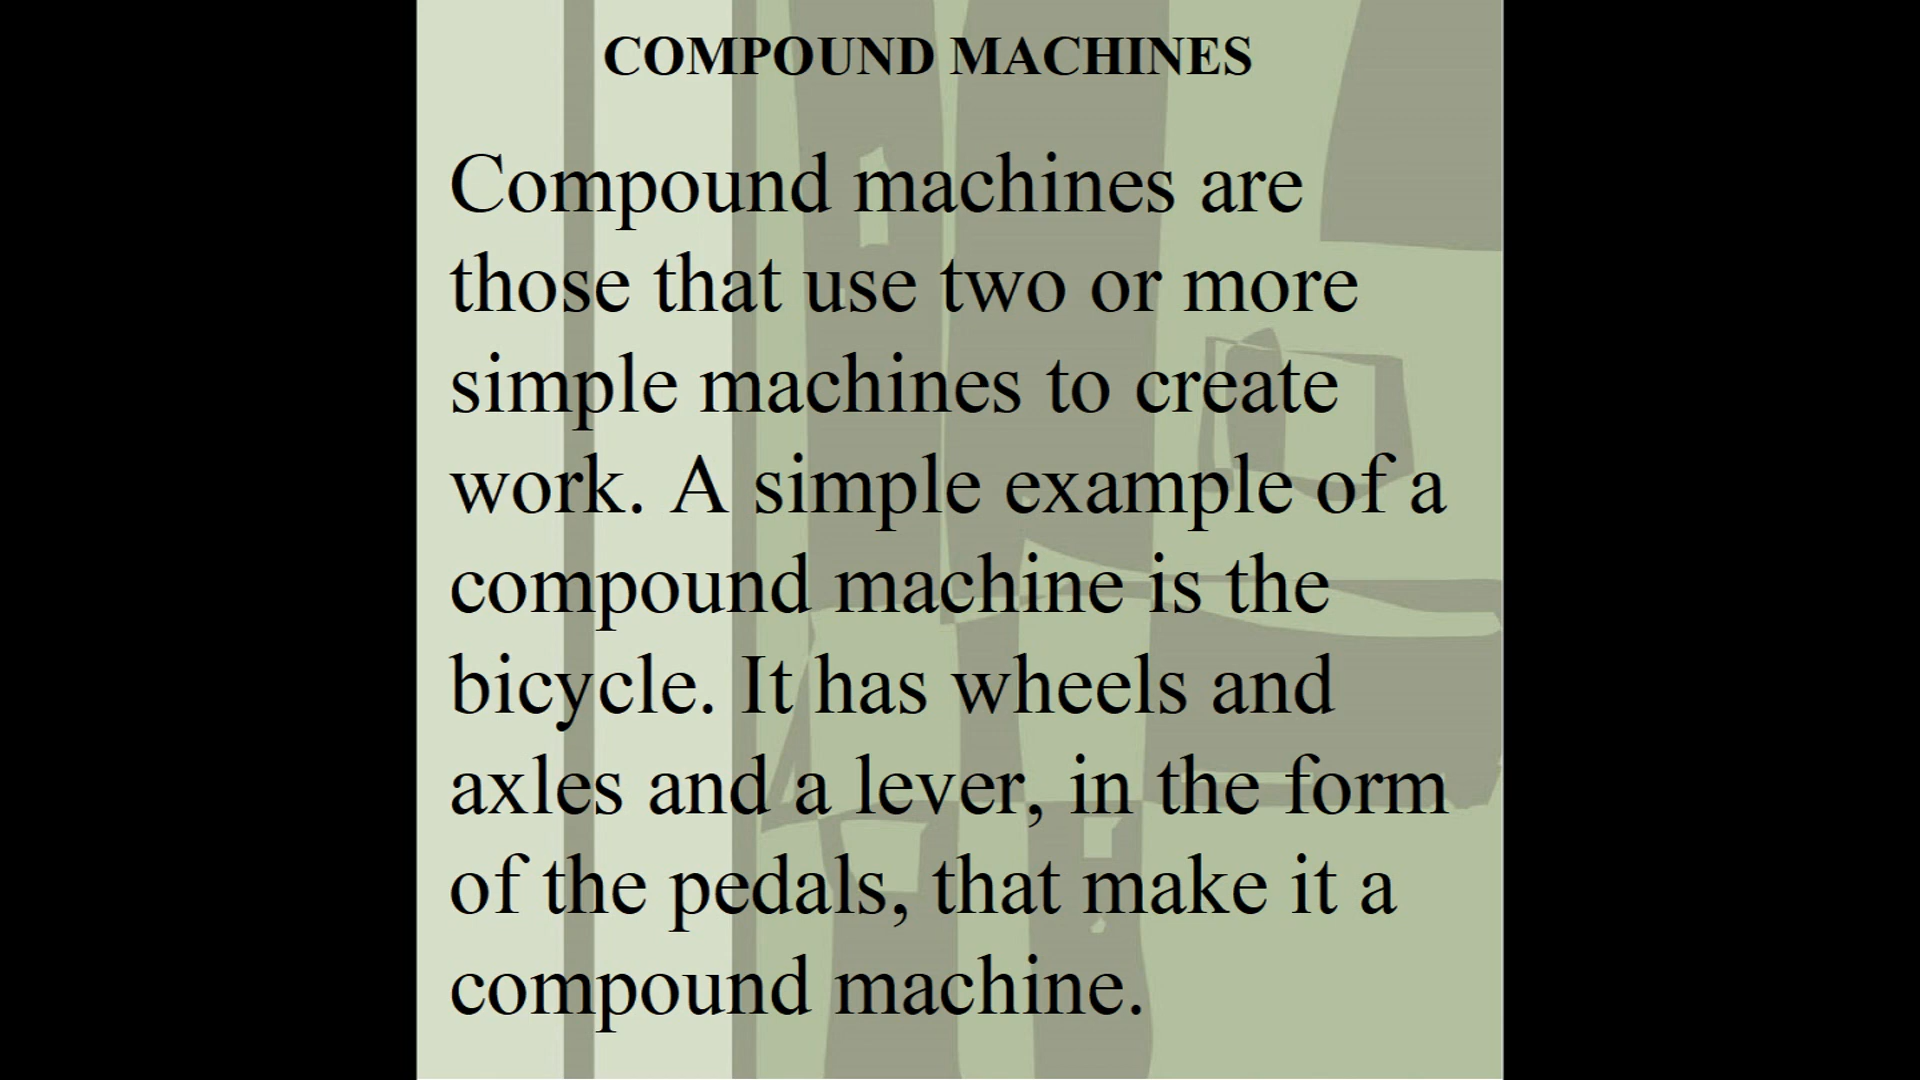 COMPOUND MACHINES
Compound machines are
those that use two or more
simple machines to create
work. A simple example of a
compound machine is the
bicycle. It has wheels and
axles and a lever, in the form
of the pedals, that make it a
compound machine.